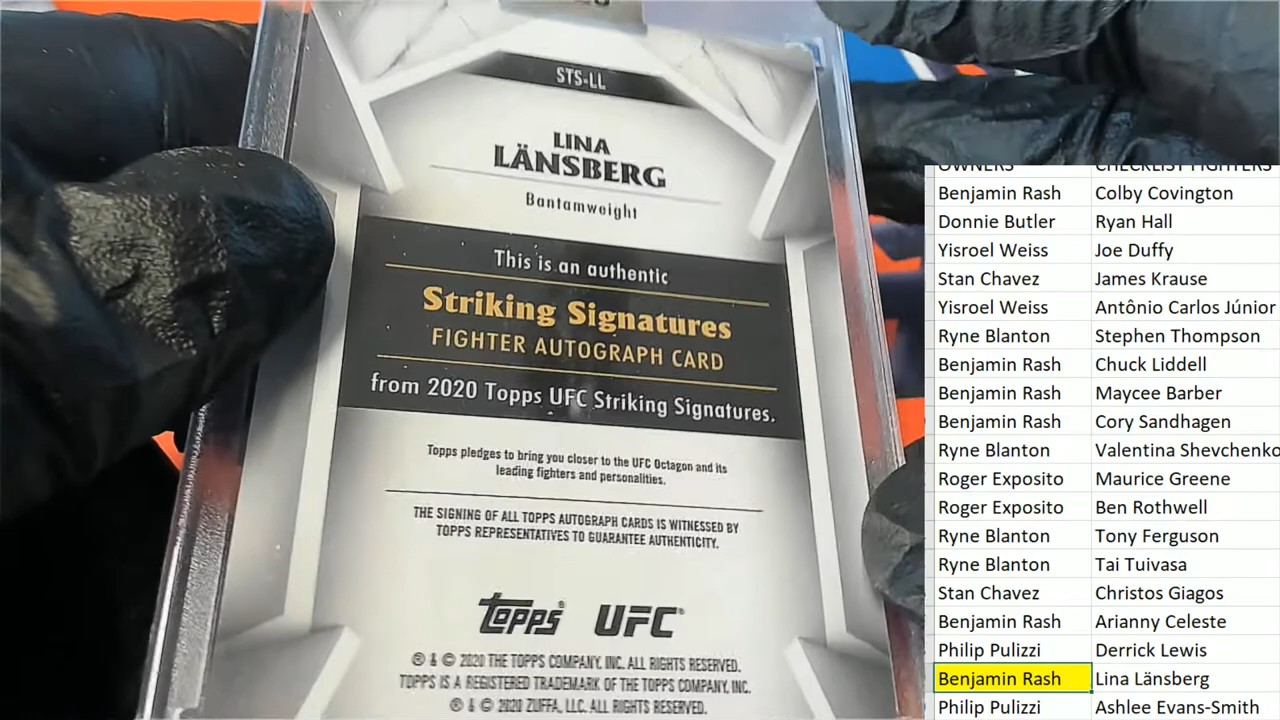 STS-LL
LINA
LÄNSBERG
Bantamweight
This is an authentic
Striking Signatures
FIGHTER AUTOGRAPH CARD
from 2020 Topps UFC Striking Signatures.
Topps pledges to bring you closer to the UFC Octagon and its
leading fighters and personalities.
THE SIGNING OF ALL TOPPS AUTOGRAPH CARDS IS WITNESSED BY
TOPPS REPRESENTATIVES TO GUARANTEE AUTHENTICITY.
topps® UFC®
® & © 2020 THE TOPPS COMPANY, INC. ALL RIGHTS RESERVED.
TOPPS IS A REGISTERED TRADEMARK OF THE TOPPS COMPANY, INC.
® & © 2020 ZUFFA, LLC. ALL RIGHTS RESERVED.
OWNERS CHECKLIST FIGHTERS
Benjamin Rash Colby Covington
Donnie Butler Ryan Hall
Yisroel Weiss Joe Duffy
Stan Chavez James Krause
Yisroel Weiss Antônio Carlos Júnior
Ryne Blanton Stephen Thompson
Benjamin Rash Chuck Liddell
Benjamin Rash Maycee Barber
Benjamin Rash Cory Sandhagen
Ryne Blanton Valentina Shevchenko
Roger Exposito Maurice Greene
Roger Exposito Ben Rothwell
Ryne Blanton Tony Ferguson
Ryne Blanton Tai Tuivasa
Stan Chavez Christos Giagos
Benjamin Rash Arianny Celeste
Philip Pulizzi Derrick Lewis
Benjamin Rash Lina Länsberg
Philip Pulizzi Ashlee Evans-Smith